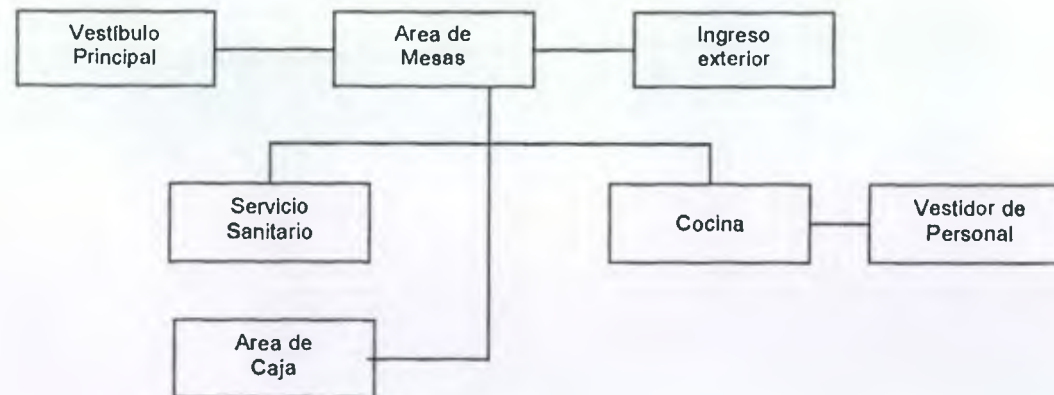 Vestíbulo
Principal
Area de
Mesas
Ingreso
exterior
Servicio
Sanitario
Cocina
Vestidor de
Personal
Area de
Caja